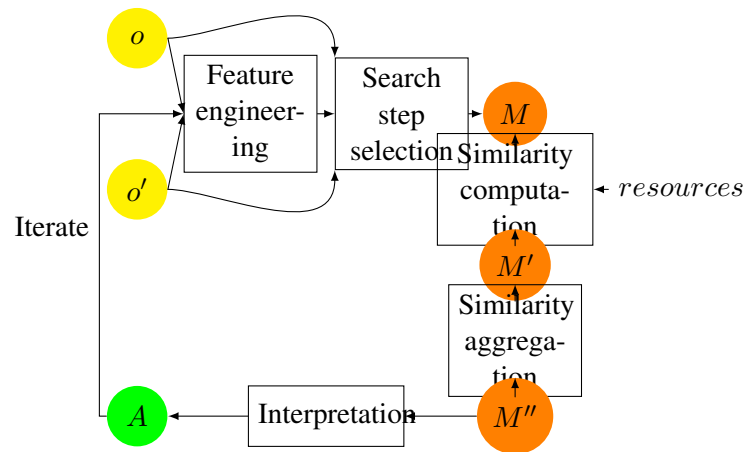 o
Feature
engineer-
ing
Search
step
selection
M
Similarity
computa-
tion
resources
o′
Iterate
M′
Similarity
aggrega-
tion
A
Interpretation
M″